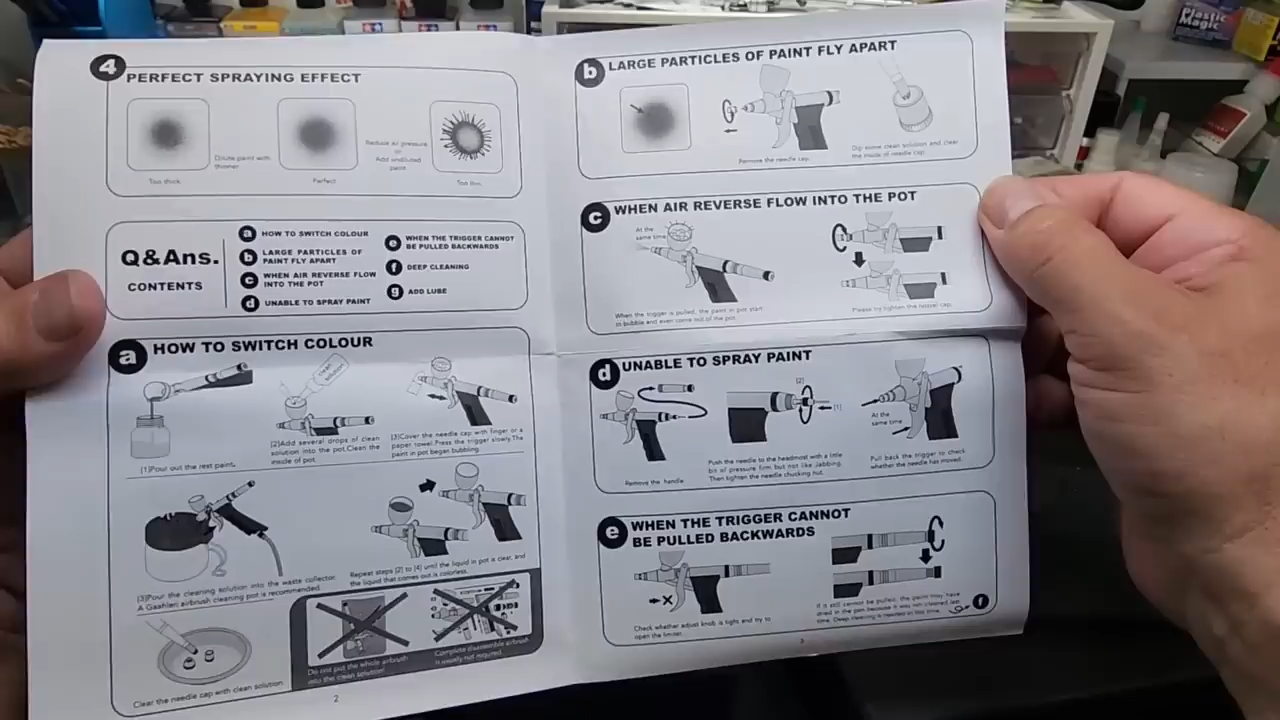 4 PERFECT SPRAYING EFFECT
Dilute paint with
thinner
Reduce air pressure
or
Add undiluted
paint
Too thick
Perfect
Too thin
Q&Ans.
CONTENTS
a HOW TO SWITCH COLOUR
b LARGE PARTICLES OF
PAINT FLY APART
c WHEN AIR REVERSE FLOW
INTO THE POT
d UNABLE TO SPRAY PAINT
e WHEN THE TRIGGER CANNOT
BE PULLED BACKWARDS
f DEEP CLEANING
g ADD LUBE
a HOW TO SWITCH COLOUR
CLEAN
SOLUTION
(1)Pour out the rest paint.
(2)Add several drops of clean
solution into the pot.Clean the
inside of pot.
(3)Cover the needle cap with finger or a
paper towel.Press the trigger slowly.The
paint in pot began bubbling.
(3)Pour the cleaning solution into the waste collector.
A Gaahleri airbrush cleaning pot is recommended.
Repeat steps (2) to (4) until the liquid in pot is clear, and
the liquid that comes out is colorless.
Clear the needle cap with clean solution.
Do not put the whole airbrush
into the clean solution!
Complete disassemble airbrush
is usually not required.
2
b LARGE PARTICLES OF PAINT FLY APART
Remove the needle cap.
Dig some clean solution and clear
the inside of needle cap.
c WHEN AIR REVERSE FLOW INTO THE POT
At the
same time
When the trigger is pulled, the paint in pot start
to bubble and even come out of the pot.
Please try tighten the nozzel cap.
d UNABLE TO SPRAY PAINT
[2]
[1]
At the
same time
Remove the handle
Push the needle to the headmost with a little
bit of pressure firm, but not like Jabbing.
Then tighten the needle chucking nut.
Pull back the trigger to check
whether the needle has moved.
e WHEN THE TRIGGER CANNOT
BE PULLED BACKWARDS
Check whether adjust knob is tight and try to
open the limiter.
If it still cannot be pulled, the paint may have
dried in the pen because it was not cleaned last
time. Deep cleaning is needed at this time.
f
3
Plastic
Magic